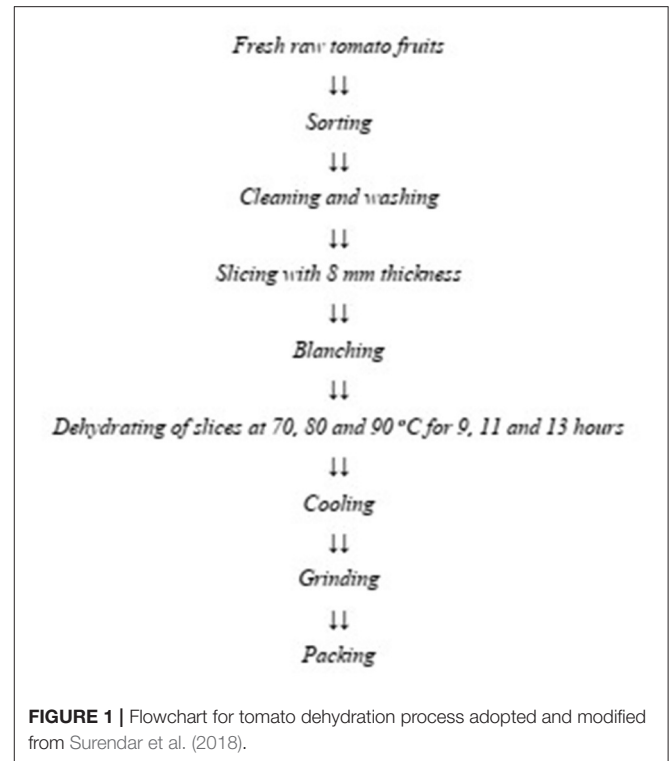 Fresh raw tomato fruits
↓↓
Sorting
↓↓
Cleaning and washing
↓↓
Slicing with 8 mm thickness
↓↓
Blanching
↓↓
Dehydrating of slices at 70, 80 and 90 °C for 9, 11 and 13 hours
↓↓
Cooling
↓↓
Grinding
↓↓
Packing
FIGURE 1 | Flowchart for tomato dehydration process adopted and modified
from Surendar et al. (2018).